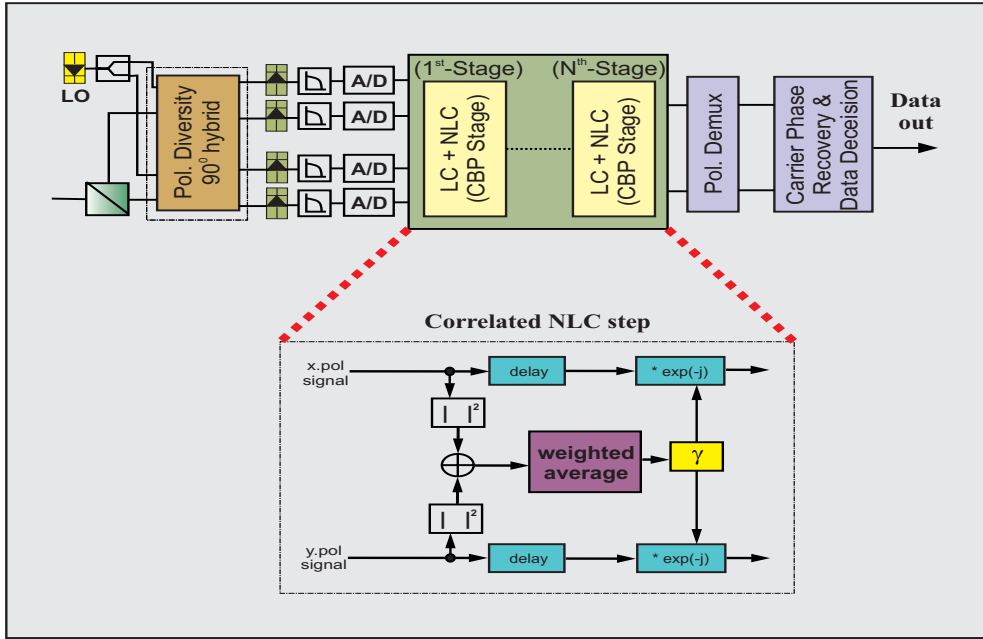 LO
Pol. Diversity
90⁰ hybrid
A/D
A/D
A/D
A/D
(1ˢᵗ-Stage)
(Nᵗʰ-Stage)
LC + NLC
(CBP Stage)
LC + NLC
(CBP Stage)
Pol. Demux
Carrier Phase
Recovery &
Data Deceision
Data
out
Correlated NLC step
x.pol
signal
delay
* exp(-j)
| |²
weighted
average
γ
| |²
y.pol
signal
delay
* exp(-j)